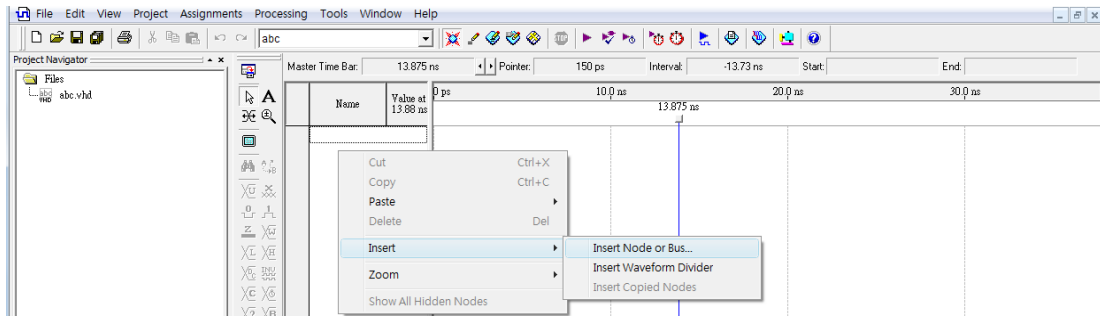 File Edit View Project Assignments Processing Tools Window Help
abc
Project Navigator
Files
abc.vhd
Master Time Bar: 13.875 ns Pointer: 150 ps Interval: -13.73 ns Start: End:
Name
Value at
13.88 ns
0 ps 10.0 ns 20.0 ns 30.0 ns
13.875 ns
Cut Ctrl+X
Copy Ctrl+C
Paste
Delete Del
Insert
Zoom
Show All Hidden Nodes
Insert Node or Bus...
Insert Waveform Divider
Insert Copied Nodes